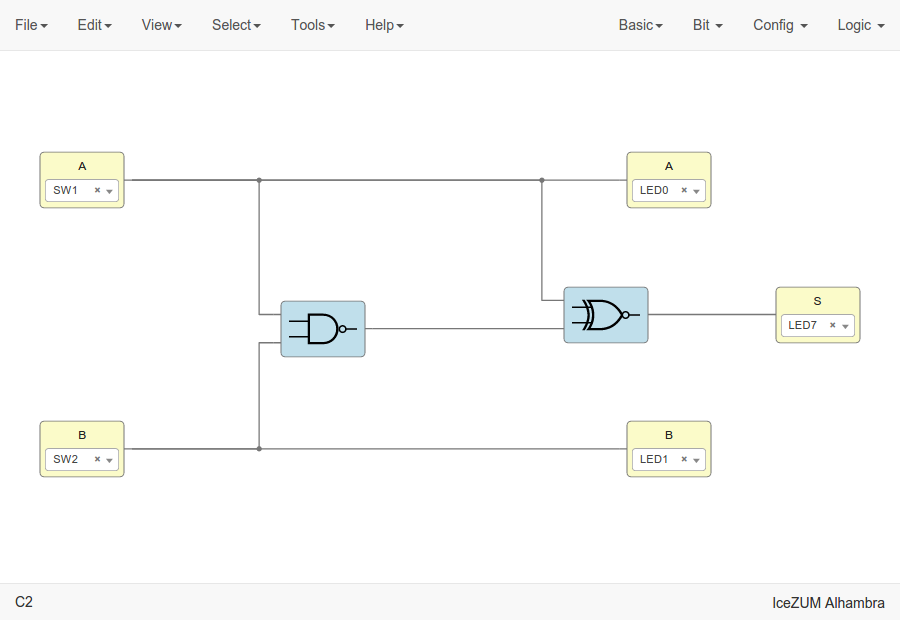 File Edit View Select Tools Help Basic Bit Config Logic
A A
SW1 × LED0 ×
S
LED7 ×
B B
SW2 × LED1 ×
C2 IceZUM Alhambra